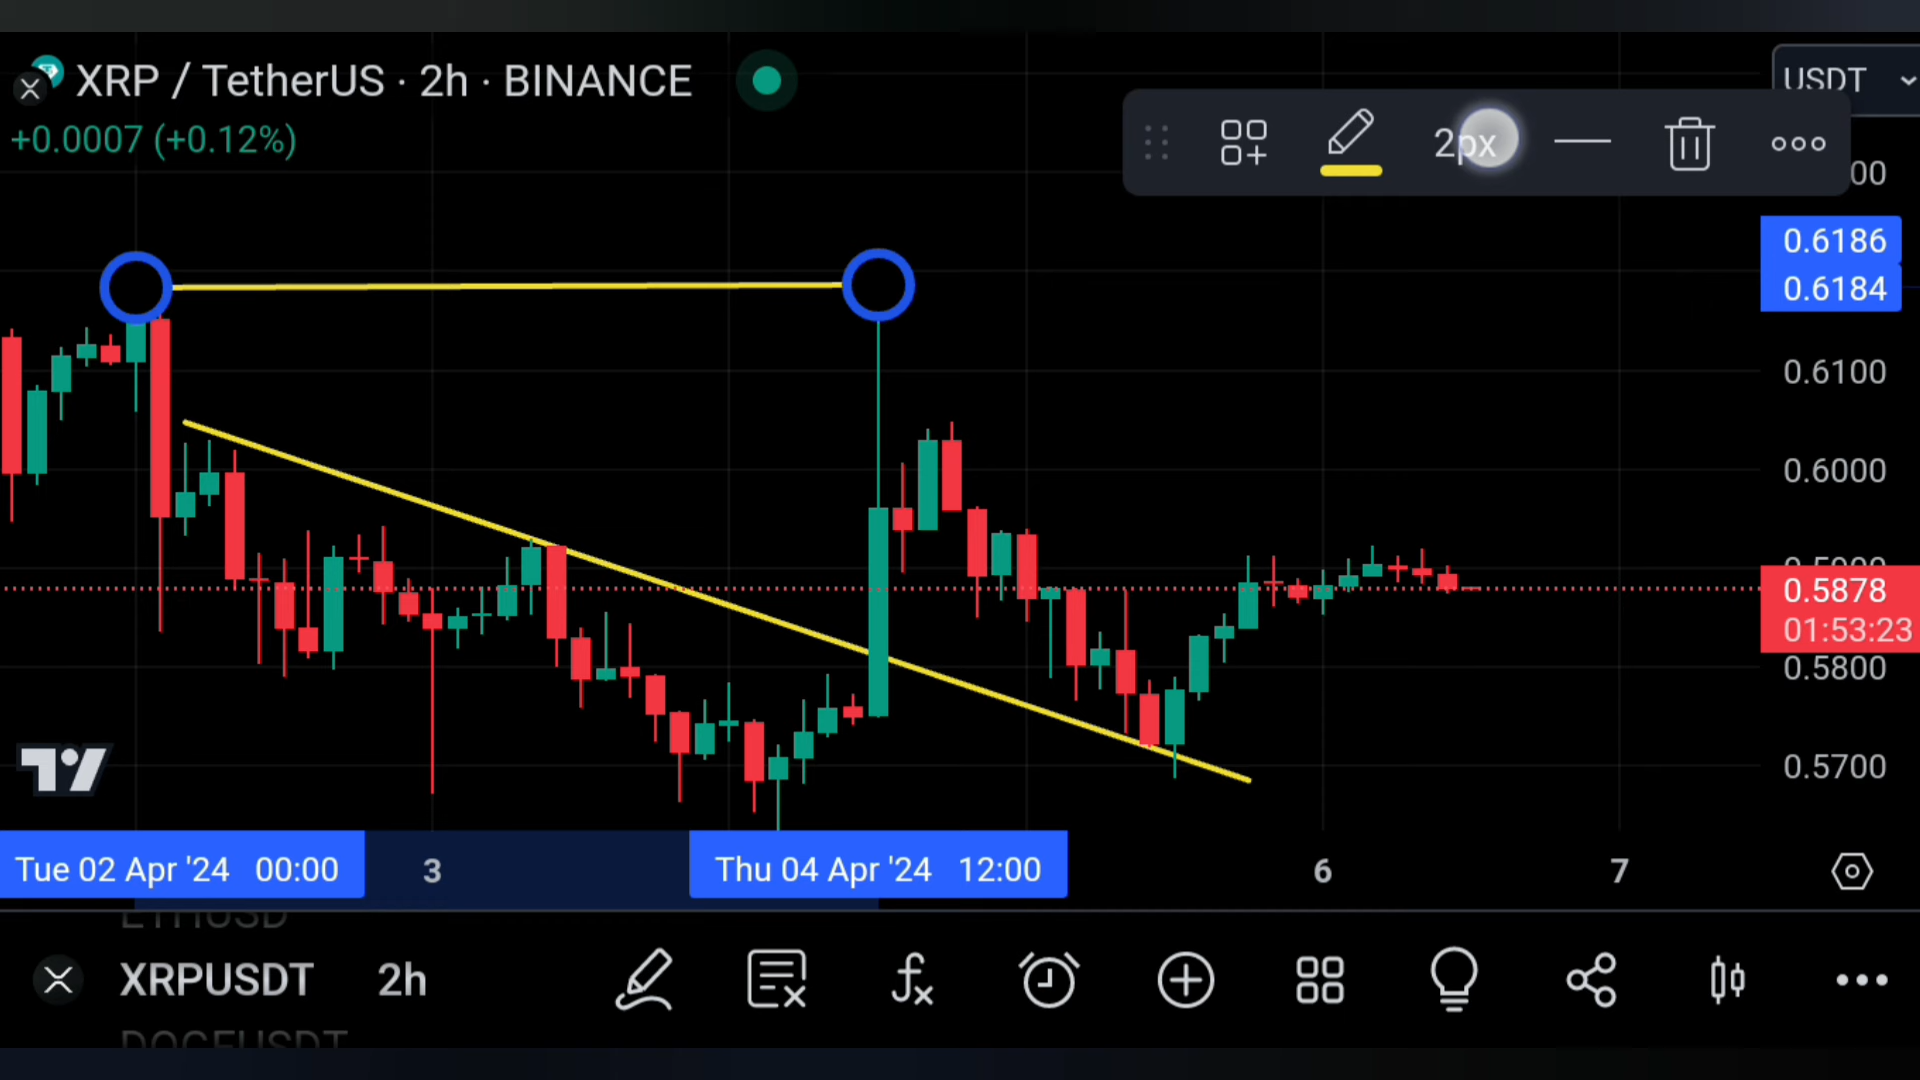 XRP / TetherUS · 2h · BINANCE
USDT
+0.0007 (+0.12%)
2px
00
0.6186
0.6184
0.6100
0.6000
0.5878
01:53:23
0.5800
0.5700
Tue 02 Apr '24 00:00
3
Thu 04 Apr '24 12:00
6
7
XRPUSDT 2h